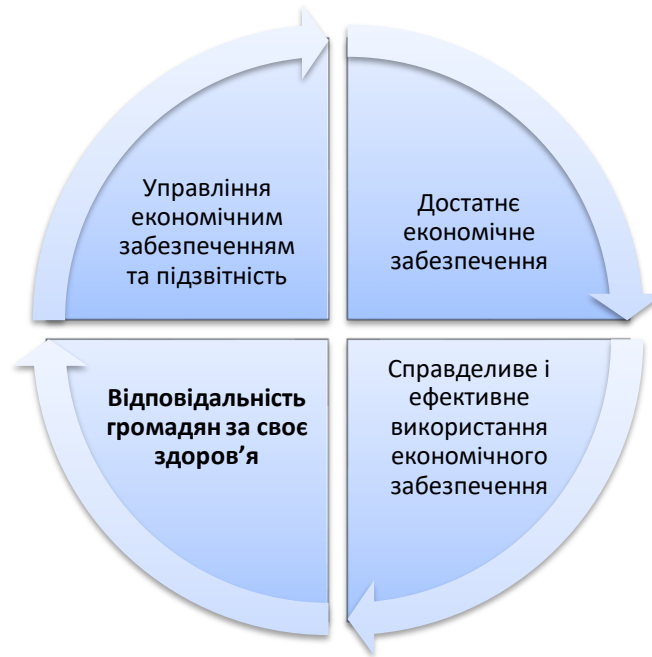 Управління
економічним
забезпеченням
та підзвітність
Достатнє
економічне
забезпечення
Відповідальність
громадян за своє
здоров’я
Справделиве і
ефективне
використання
економічного
забезпечення